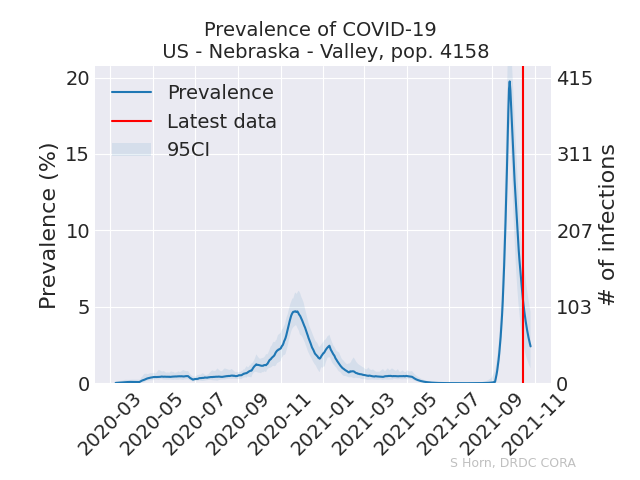 Prevalence of COVID-19
US - Nebraska - Valley, pop. 4158
Prevalence
Latest data
95CI
Prevalence (%)
20
15
10
5
0
# of infections
415
311
207
103
0
2020-03
2020-05
2020-07
2020-09
2020-11
2021-01
2021-03
2021-05
2021-07
2021-09
2021-11
S Horn, DRDC CORA